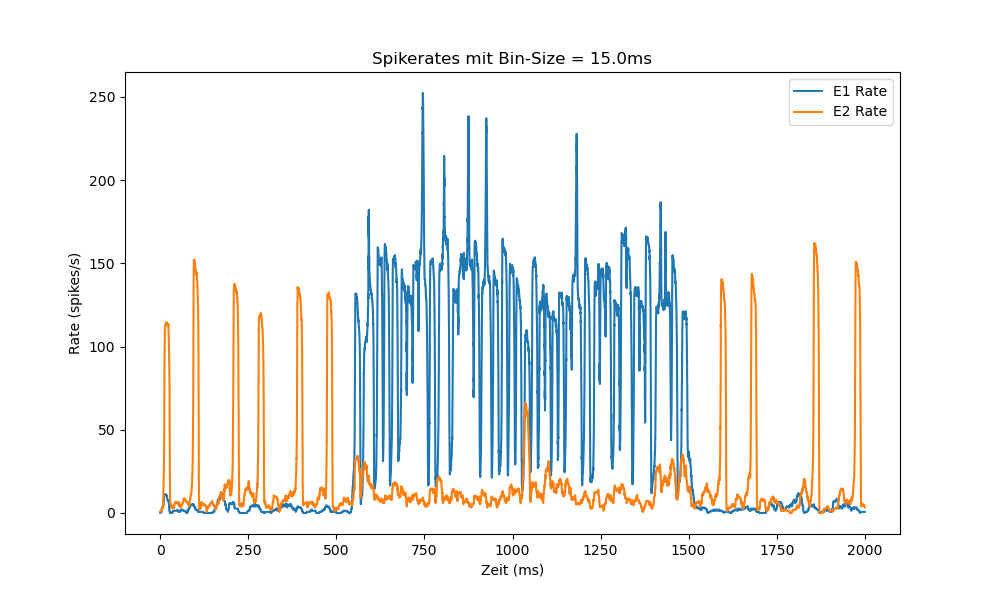 Spikerates mit Bin-Size = 15.0ms
E1 Rate
E2 Rate
Rate (spikes/s)
250
200
150
100
50
0
0 250 500 750 1000 1250 1500 1750 2000
Zeit (ms)